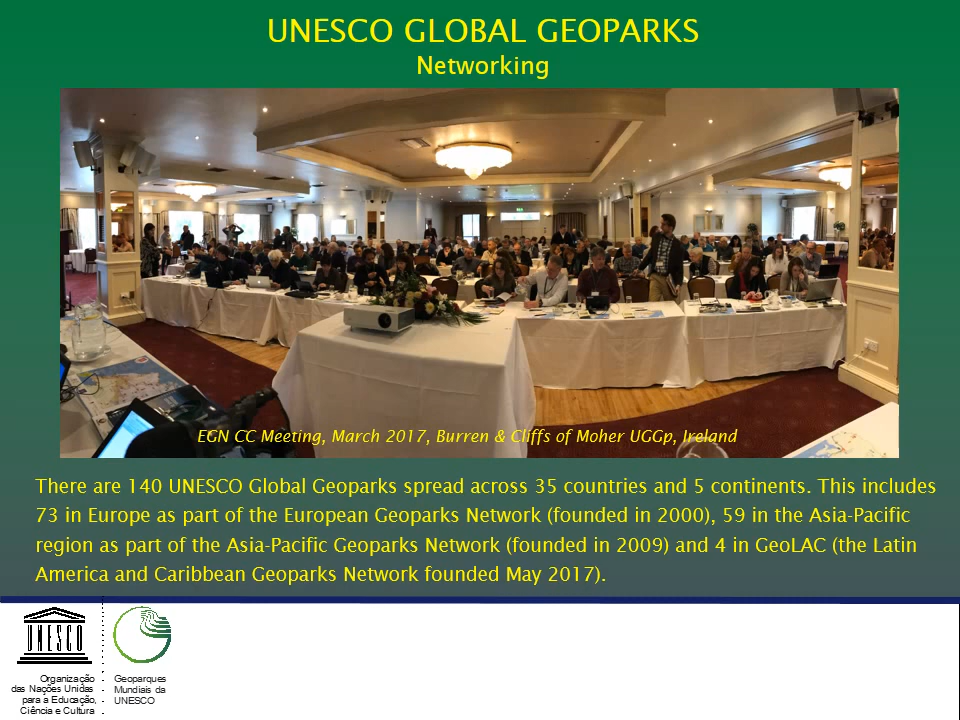 UNESCO GLOBAL GEOPARKS
Networking
EGN CC Meeting, March 2017, Burren & Cliffs of Moher UGGp, Ireland
There are 140 UNESCO Global Geoparks spread across 35 countries and 5 continents. This includes
73 in Europe as part of the European Geoparks Network (founded in 2000), 59 in the Asia-Pacific
region as part of the Asia-Pacific Geoparks Network (founded in 2009) and 4 in GeoLAC (the Latin
America and Caribbean Geoparks Network founded May 2017).
UNESCO
Organização
das Nações Unidas
para a Educação,
Ciência e Cultura
Geoparques
Mundiais da
UNESCO